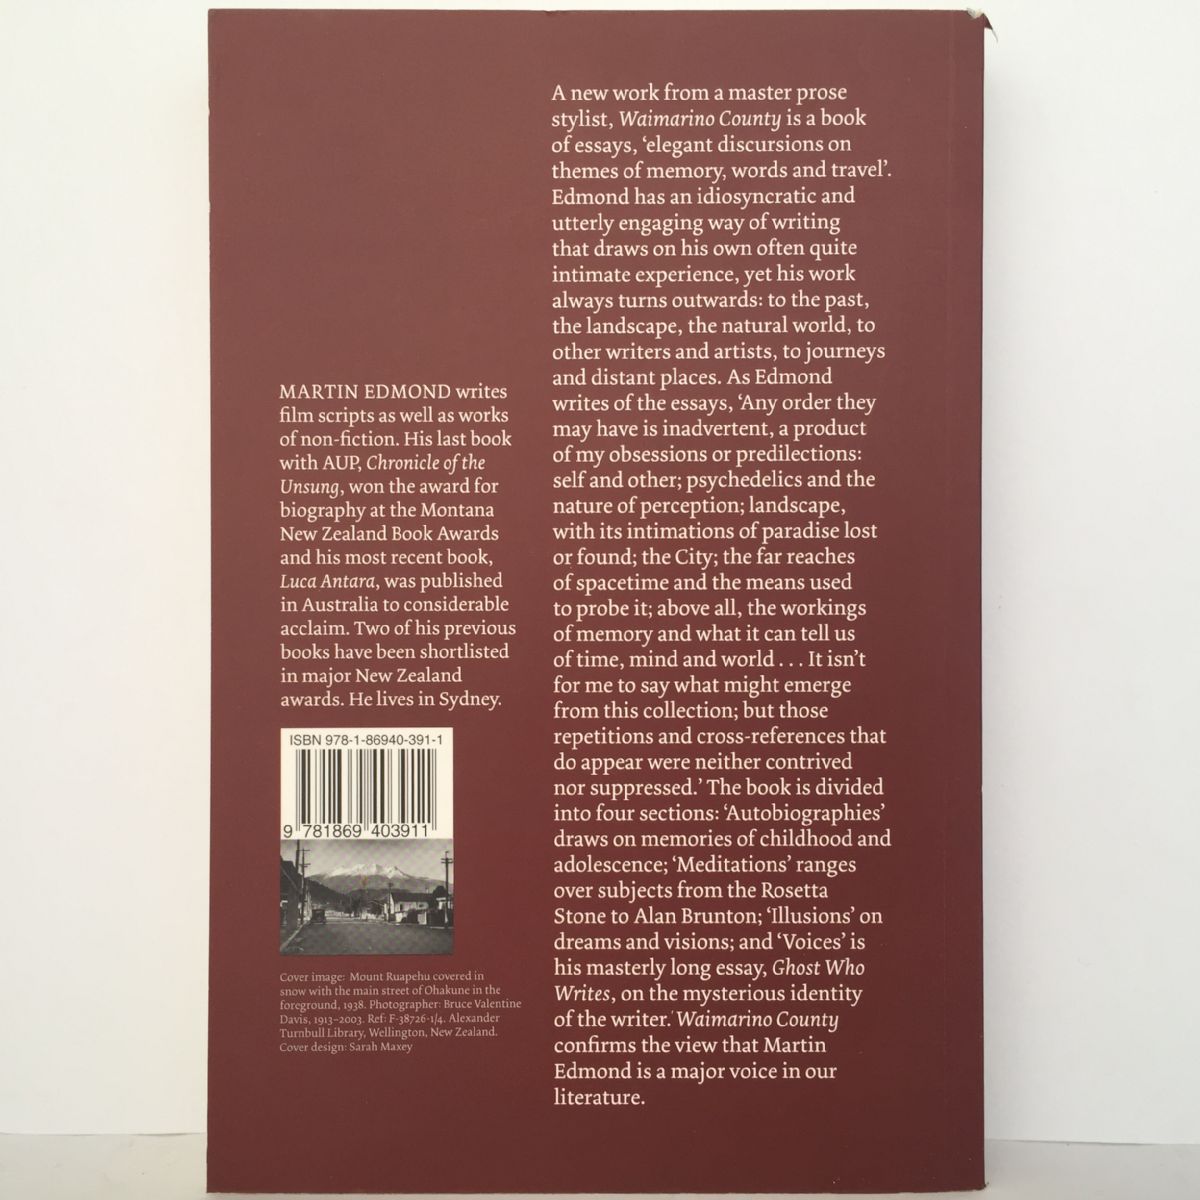 MARTIN EDMOND writes
film scripts as well as works
of non-fiction. His last book
with AUP, Chronicle of the
Unsung, won the award for
biography at the Montana
New Zealand Book Awards
and his most recent book,
Luca Antara, was published
in Australia to considerable
acclaim. Two of his previous
books have been shortlisted
in major New Zealand
awards. He lives in Sydney.
ISBN 978-1-86940-391-1
9 781869 403911
Cover image: Mount Ruapehu covered in
snow with the main street of Ohakune in the
foreground, 1938. Photographer: Bruce Valentine
Davis, 1913–2003. Ref: F-38726-1/4. Alexander
Turnbull Library, Wellington, New Zealand.
Cover design: Sarah Maxey
A new work from a master prose
stylist, Waimarino County is a book
of essays, ‘elegant discursions on
themes of memory, words and travel’.
Edmond has an idiosyncratic and
utterly engaging way of writing
that draws on his own often quite
intimate experience, yet his work
always turns outwards: to the past,
the landscape, the natural world, to
other writers and artists, to journeys
and distant places. As Edmond
writes of the essays, ‘Any order they
may have is inadvertent, a product
of my obsessions or predilections:
self and other; psychedelics and the
nature of perception; landscape,
with its intimations of paradise lost
or found; the City; the far reaches
of spacetime and the means used
to probe it; above all, the workings
of memory and what it can tell us
of time, mind and world . . . It isn’t
for me to say what might emerge
from this collection; but those
repetitions and cross-references that
do appear were neither contrived
nor suppressed.’ The book is divided
into four sections: ‘Autobiographies’
draws on memories of childhood and
adolescence; ‘Meditations’ ranges
over subjects from the Rosetta
Stone to Alan Brunton; ‘Illusions’ on
dreams and visions; and ‘Voices’ is
his masterly long essay, Ghost Who
Writes, on the mysterious identity
of the writer. Waimarino County
confirms the view that Martin
Edmond is a major voice in our
literature.